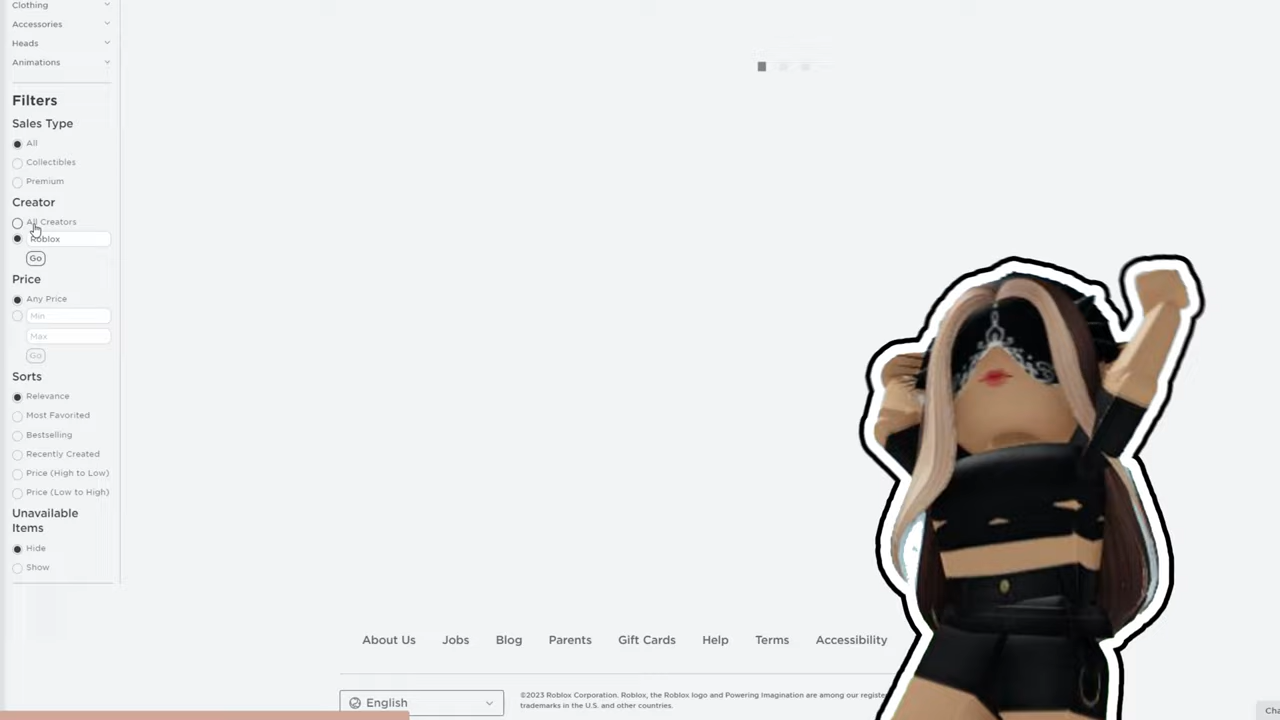 Clothing
Accessories
Heads
Animations
Filters
Sales Type
All
Collectibles
Premium
Creator
All Creators
Roblox
Go
Price
Any Price
Min
Max
Go
Sorts
Relevance
Most Favorited
Bestselling
Recently Created
Price (High to Low)
Price (Low to High)
Unavailable
Items
Hide
Show
About Us Jobs Blog Parents Gift Cards Help Terms Accessibility
English
©2023 Roblox Corporation. Roblox, the Roblox logo and Powering Imagination are among our registe
trademarks in the U.S. and other countries.
Cha